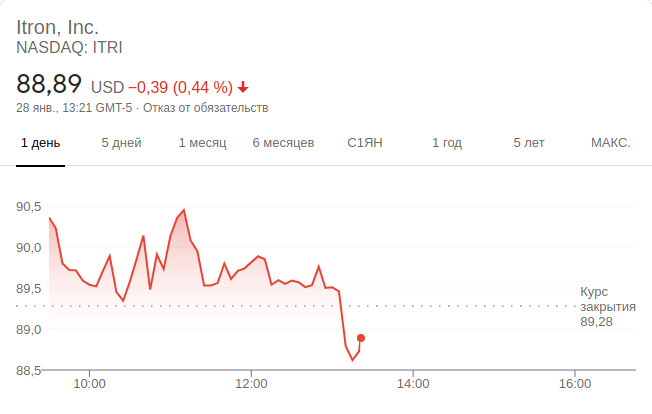 Itron, Inc.
NASDAQ: ITRI
88,89 USD −0,39 (0,44 %)
28 янв., 13:21 GMT-5 · Отказ от обязательств
1 день 5 дней 1 месяц 6 месяцев С1ЯН 1 год 5 лет МАКС.
90,5
90,0
89,5
Курс
закрытия
89,28
89,0
88,5
10:00 12:00 14:00 16:00